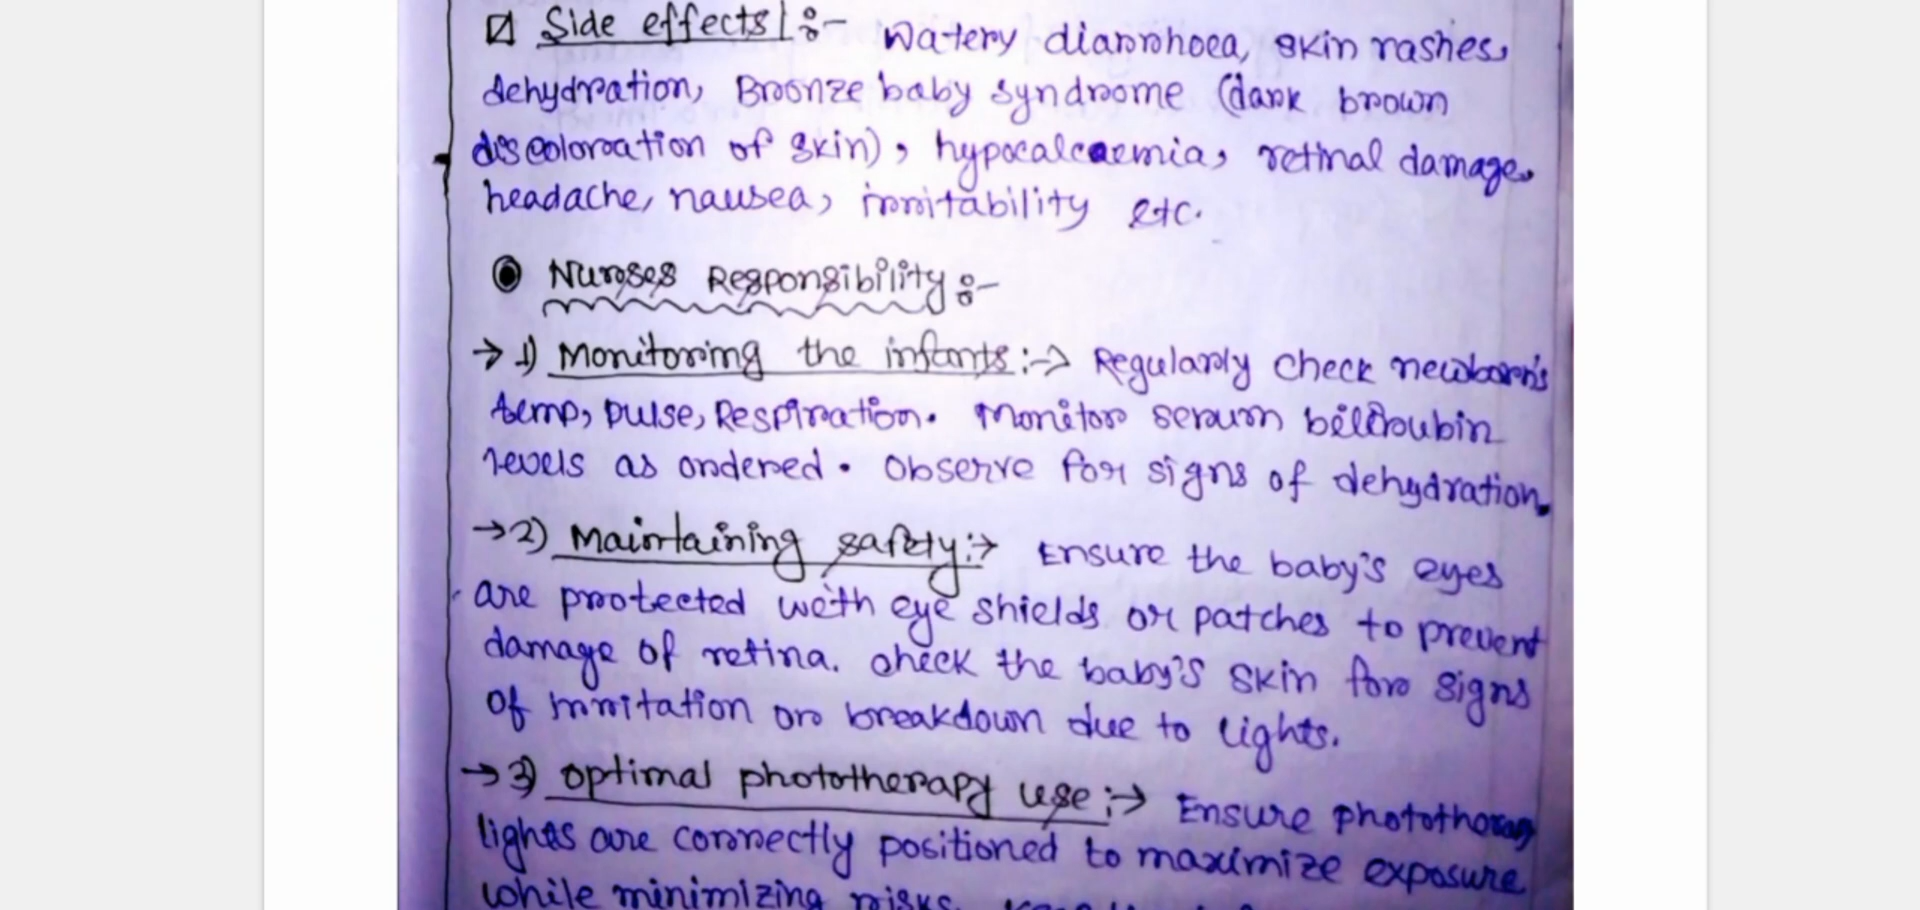 ☑ Side effects :-  Watery diarrhoea, skin rashes,
dehydration, Bronze baby syndrome (dark brown
discoloration of skin), hypocalcaemia, retinal damage,
headache, nausea, irritability etc.
◉ Nurses Responsibility :-
→ 1) Monitoring the infants :→ Regularly check newborn's
temp, pulse, Respiration. Monitor serum bilirubin
levels as ordered. Observe for signs of dehydration.
→ 2) Maintaining safety :→ Ensure the baby's eyes
are protected with eye shields or patches to prevent
damage of retina. Check the baby's skin for signs
of irritation or breakdown due to lights.
→ 3) Optimal phototherapy use :→ Ensure phototherapy
lights are correctly positioned to maximize exposure
while minimizing risks.